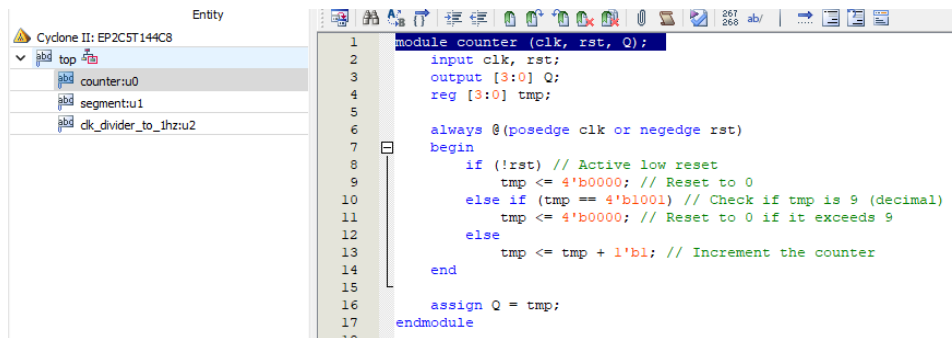 Entity
Cyclone II: EP2C5T144C8
top
counter:u0
segment:u1
clk_divider_to_1hz:u2
267
268
ab/
1 module counter (clk, rst, Q);
2 input clk, rst;
3 output [3:0] Q;
4 reg [3:0] tmp;
5
6 always @(posedge clk or negedge rst)
7 begin
8 if (!rst) // Active low reset
9 tmp <= 4'b0000; // Reset to 0
10 else if (tmp == 4'b1001) // Check if tmp is 9 (decimal)
11 tmp <= 4'b0000; // Reset to 0 if it exceeds 9
12 else
13 tmp <= tmp + 1'b1; // Increment the counter
14 end
15
16 assign Q = tmp;
17 endmodule